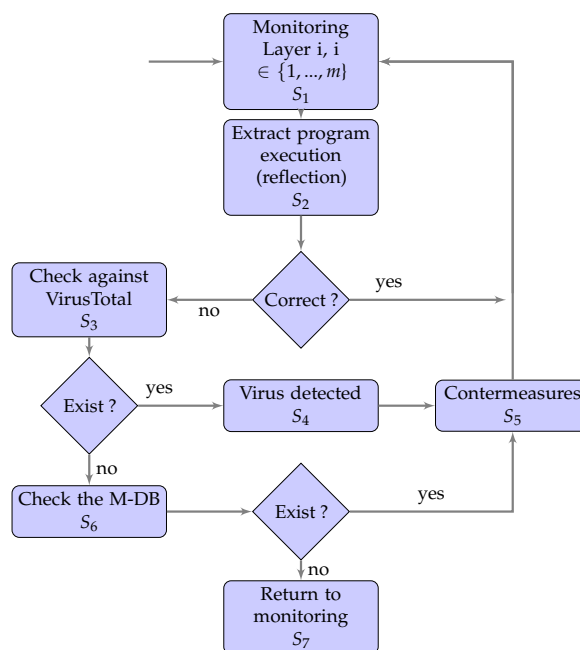 Monitoring
Layer i, i
∈ {1, ..., m}
S₁
Extract program
execution
(reflection)
S₂
Check against
VirusTotal
S₃
no
Correct ?
yes
Exist ?
yes
Virus detected
S₄
Contermeasures
S₅
no
Check the M-DB
S₆
Exist ?
yes
no
Return to
monitoring
S₇